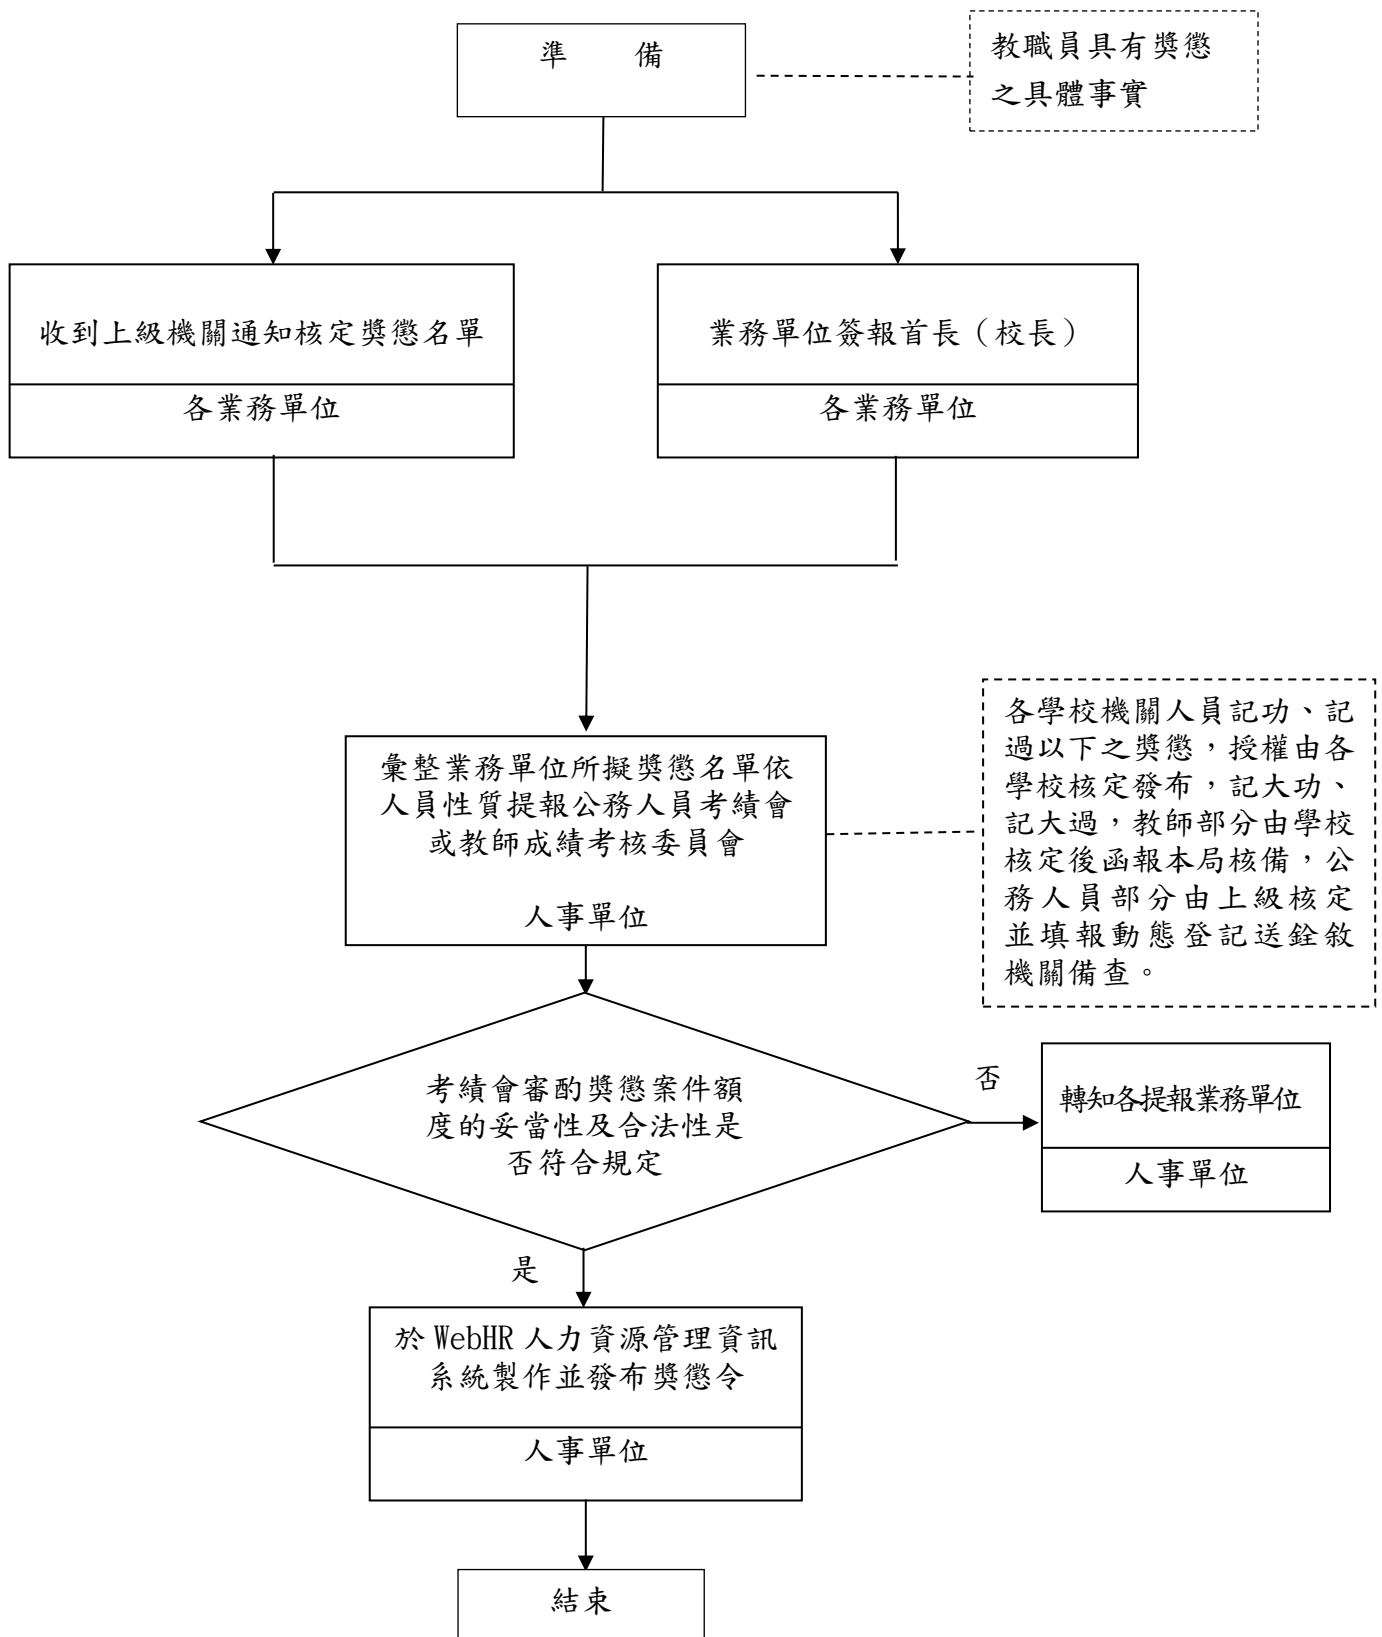 準　　備
教職員具有獎懲
之具體事實
收到上級機關通知核定獎懲名單
各業務單位
業務單位簽報首長（校長）
各業務單位
彙整業務單位所擬獎懲名單依
人員性質提報公務人員考績會
或教師成績考核委員會
人事單位
各學校機關人員記功、記
過以下之獎懲，授權由各
學校核定發布，記大功、
記大過，教師部分由學校
核定後函報本局核備，公
務人員部分由上級核定
並填報動態登記送銓敘
機關備查。
考績會審酌獎懲案件額
度的妥當性及合法性是
否符合規定
否
轉知各提報業務單位
人事單位
是
於 WebHR 人力資源管理資訊
系統製作並發布獎懲令
人事單位
結束